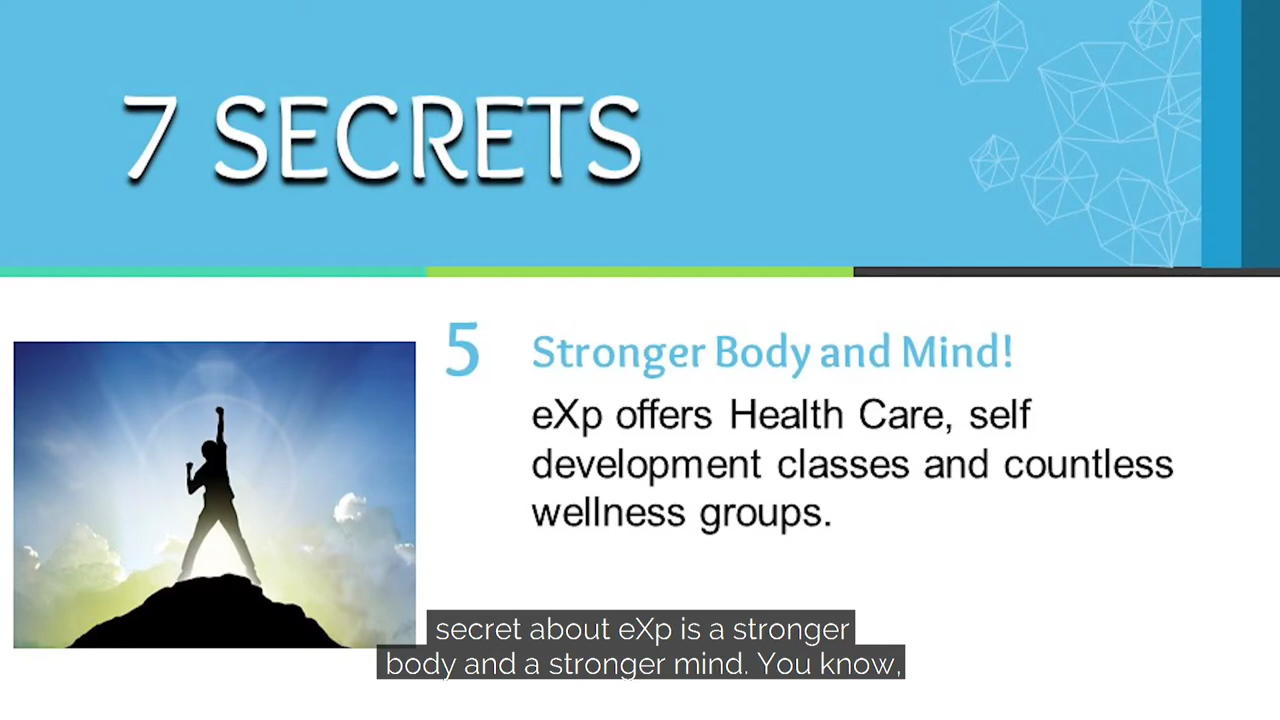 7 SECRETS
5
Stronger Body and Mind!
eXp offers Health Care, self
development classes and countless
wellness groups.
secret about eXp is a stronger
body and a stronger mind. You know,